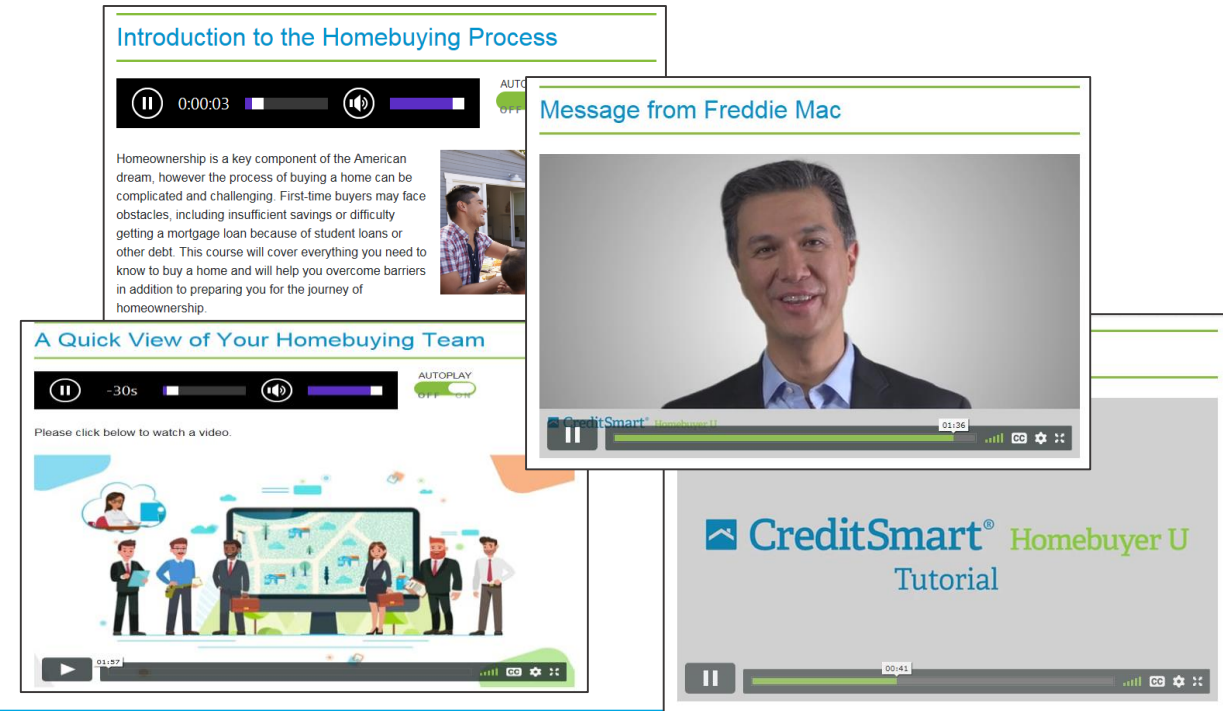 Introduction to the Homebuying Process
0:00:03
AUTO
OFF
Homeownership is a key component of the American
dream, however the process of buying a home can be
complicated and challenging. First-time buyers may face
obstacles, including insufficient savings or difficulty
getting a mortgage loan because of student loans or
other debt. This course will cover everything you need to
know to buy a home and will help you overcome barriers
in addition to preparing you for the journey of
homeownership.
Message from Freddie Mac
CreditSmart® Homebuyer U
01:36
CC
A Quick View of Your Homebuying Team
-30s
AUTOPLAY
OFF ON
Please click below to watch a video.
01:57
CC
CreditSmart® Homebuyer U
Tutorial
00:41
CC